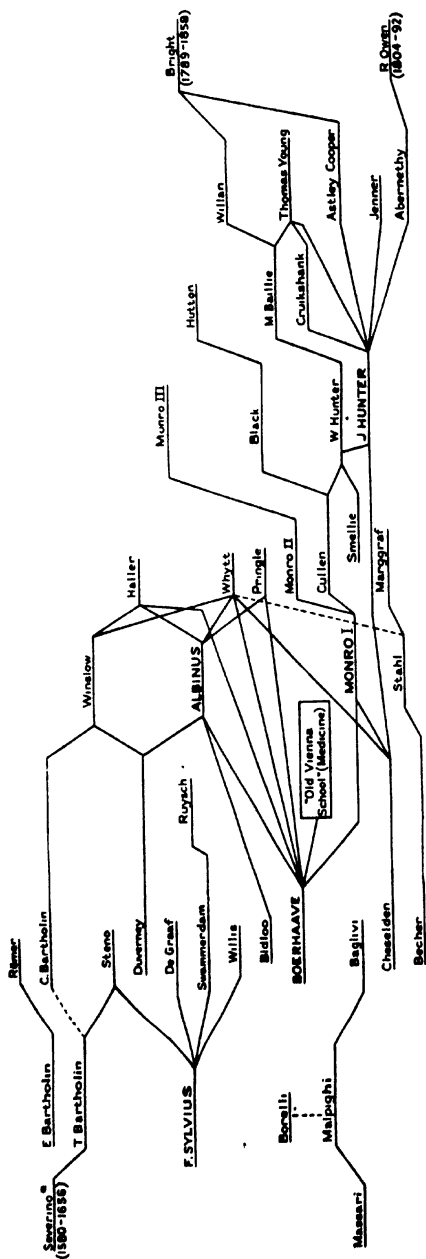 Severino a
(1580-1656)
E Bartholin
Rømer
T Bartholin
C. Bartholin
Steno
F. SYLVIUS
Duverney
De Graaf
Swammerdam
Ruysch
Willis
Bidloo
BOERHAAVE
"Old Vienna
School" (Medicine)
Borelli
Malpighi
Massari
Baglivi
Cheselden
Becher
Winslow
Haller
ALBINUS
Whytt
Pringle
MONRO I
Monro II
Munro III
Stahl
Marggraf
Cullen
Smellie
Black
Hutton
W Hunter
J HUNTER
M Baillie
Cruikshank
Willan
Thomas Young
Astley Cooper
Jenner
Abernethy
Bright
(1789-1858)
R Owen
(1804-92)